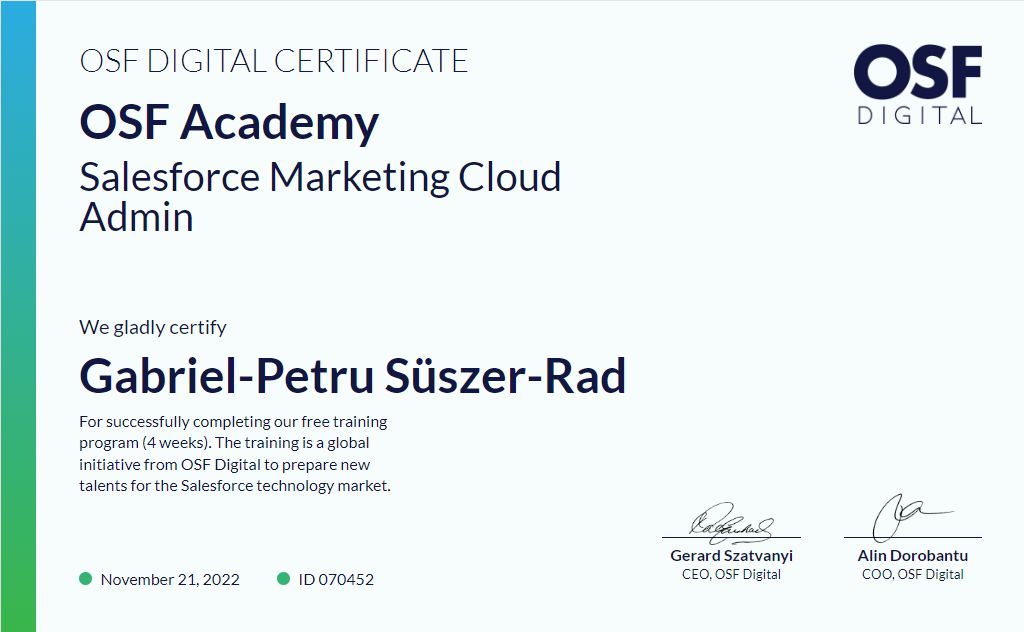 OSF DIGITAL CERTIFICATE
OSF
DIGITAL
OSF Academy
Salesforce Marketing Cloud
Admin
We gladly certify
Gabriel-Petru Süszer-Rad
For successfully completing our free training
program (4 weeks). The training is a global
initiative from OSF Digital to prepare new
talents for the Salesforce technology market.
Gerard Szatvanyi
CEO, OSF Digital
Alin Dorobantu
COO, OSF Digital
November 21, 2022
ID 070452